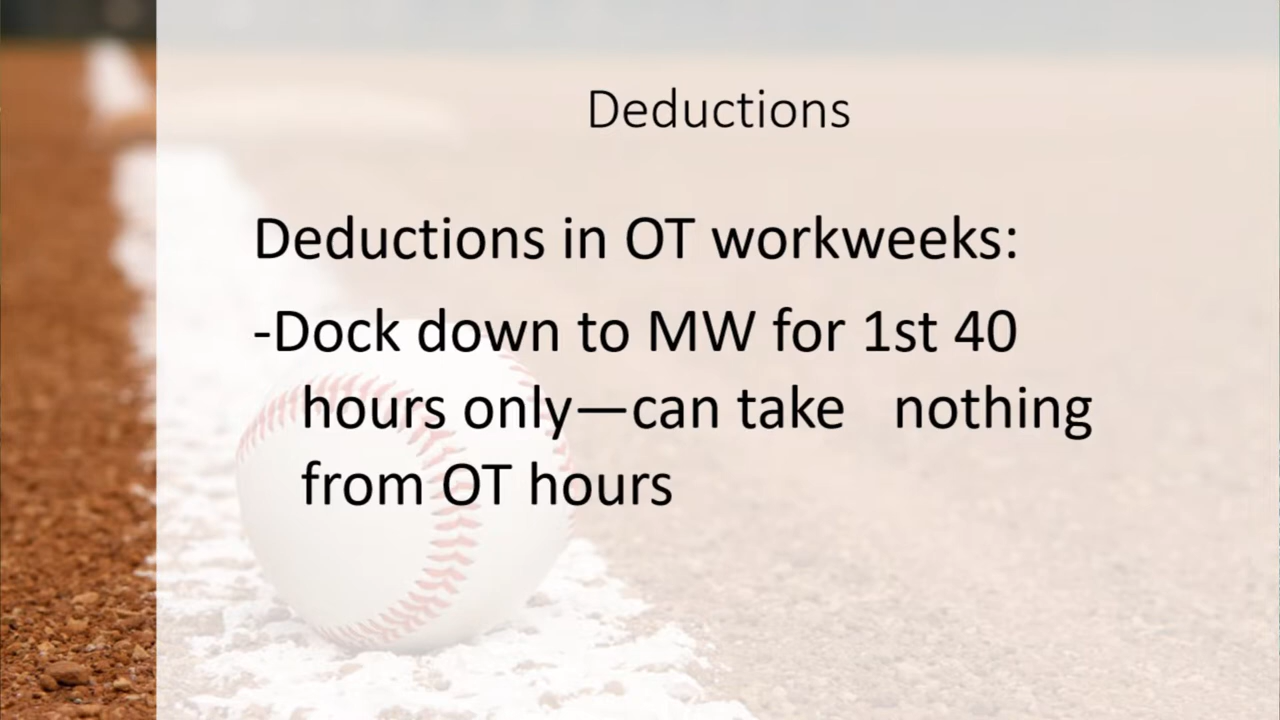 Deductions
Deductions in OT workweeks:
-Dock down to MW for 1st 40
hours only—can take nothing
from OT hours